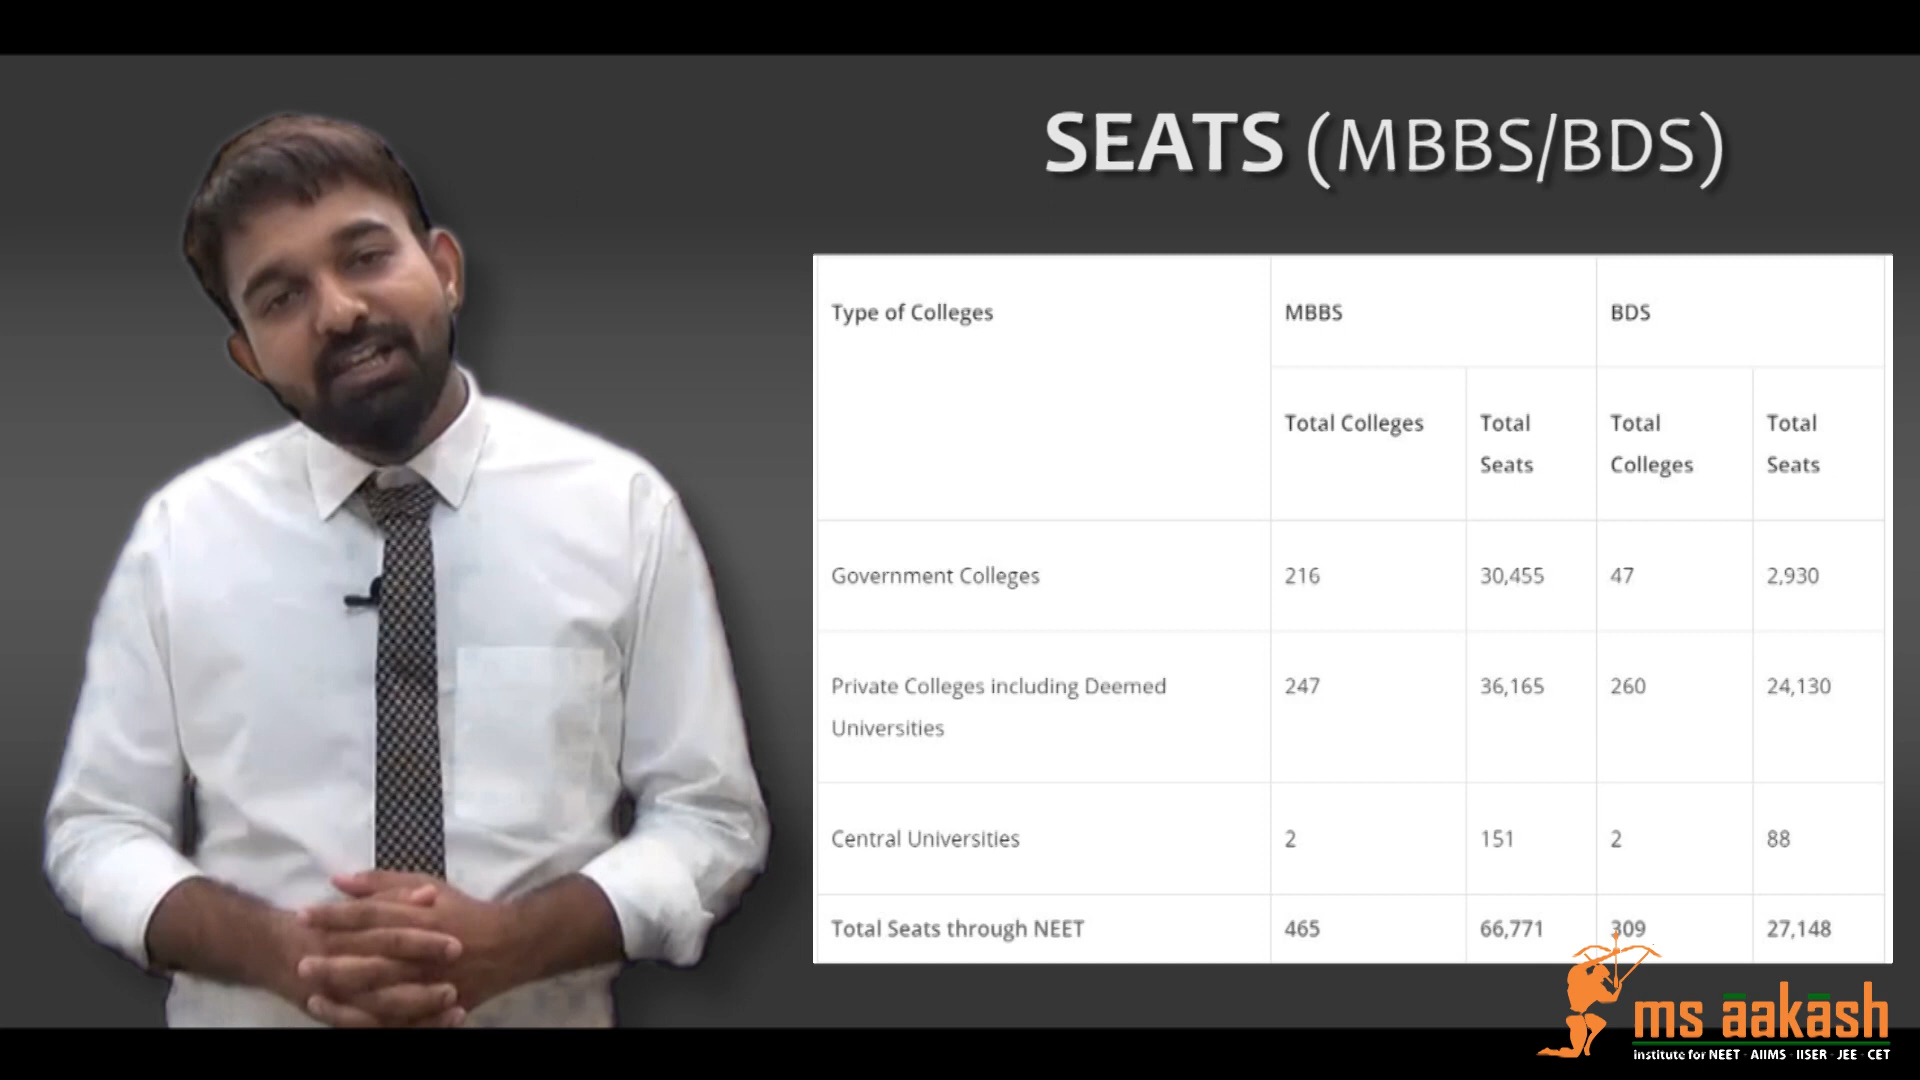 SEATS (MBBS/BDS)
Type of Colleges MBBS BDS
Total Colleges Total Seats Total Colleges Total Seats
Government Colleges 216 30,455 47 2,930
Private Colleges including Deemed Universities 247 36,165 260 24,130
Central Universities 2 151 2 88
Total Seats through NEET 465 66,771 309 27,148
ms aakash
institute for NEET · AIIMS · IISER · JEE · CET